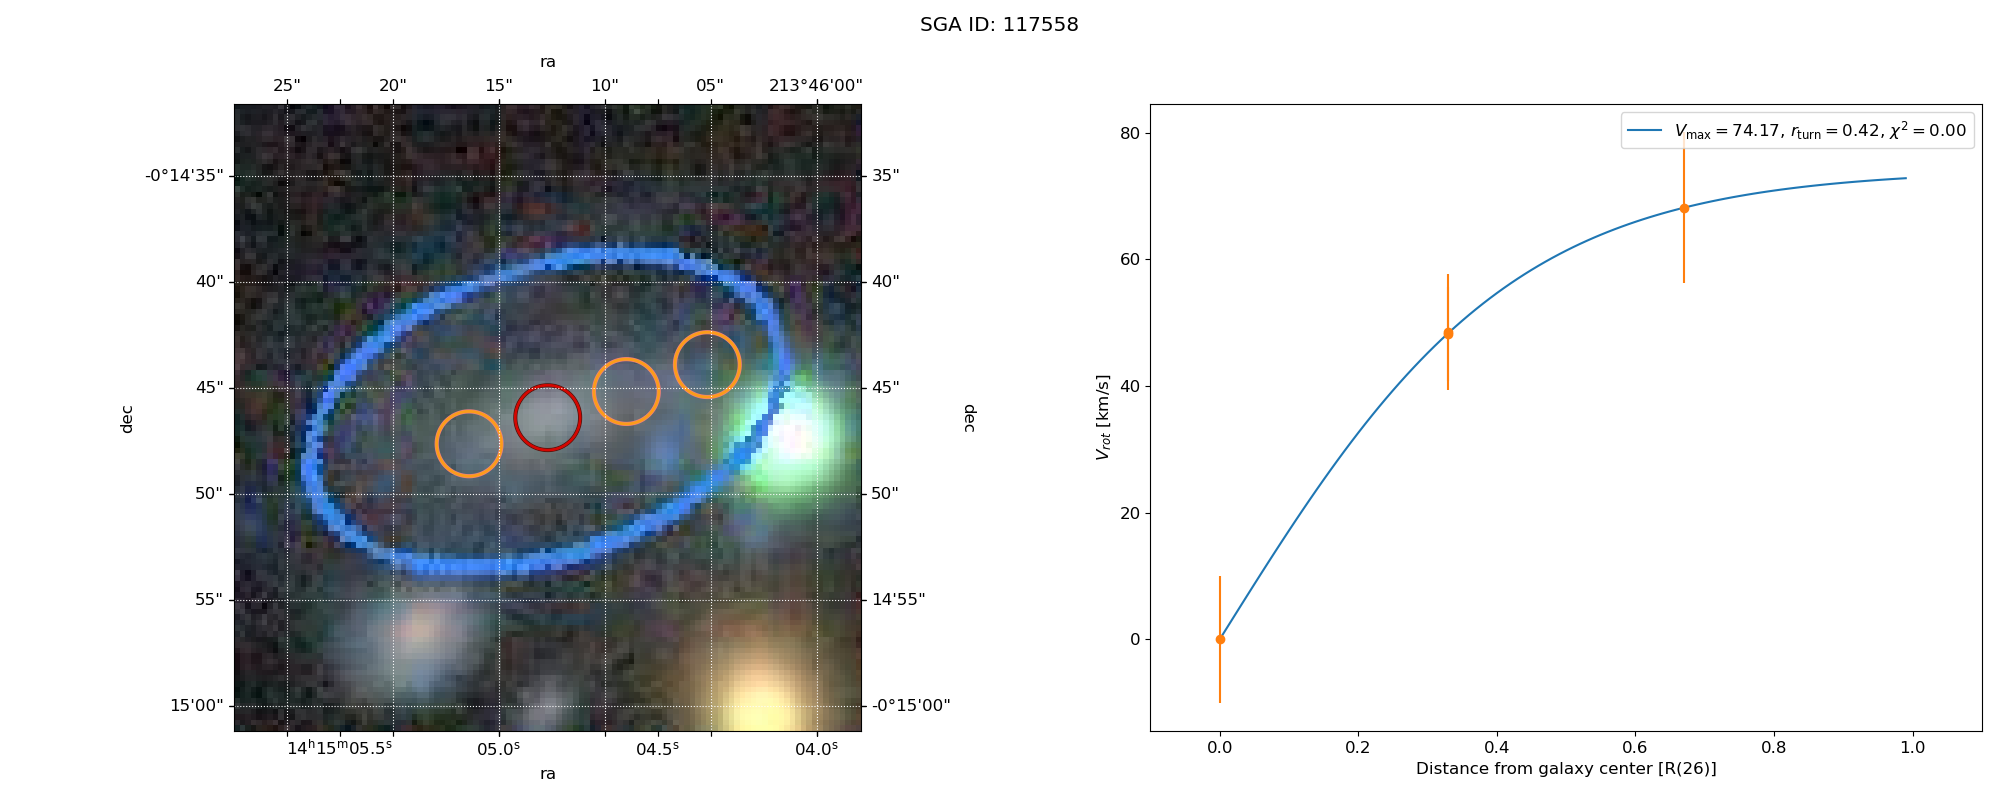 SGA ID: 117558
ra
25" 20" 15" 10" 05" 213°46'00"
-0°14'35" 35"
40" 40"
45" 45"
dec dec
50" 50"
55" 14'55"
15'00" -0°15'00"
14ʰ15ᵐ05.5ˢ 05.0ˢ 04.5ˢ 04.0ˢ
ra
V_max = 74.17, r_turn = 0.42, χ² = 0.00
80
60
40
20
0
V_rot [km/s]
0.0 0.2 0.4 0.6 0.8 1.0
Distance from galaxy center [R(26)]